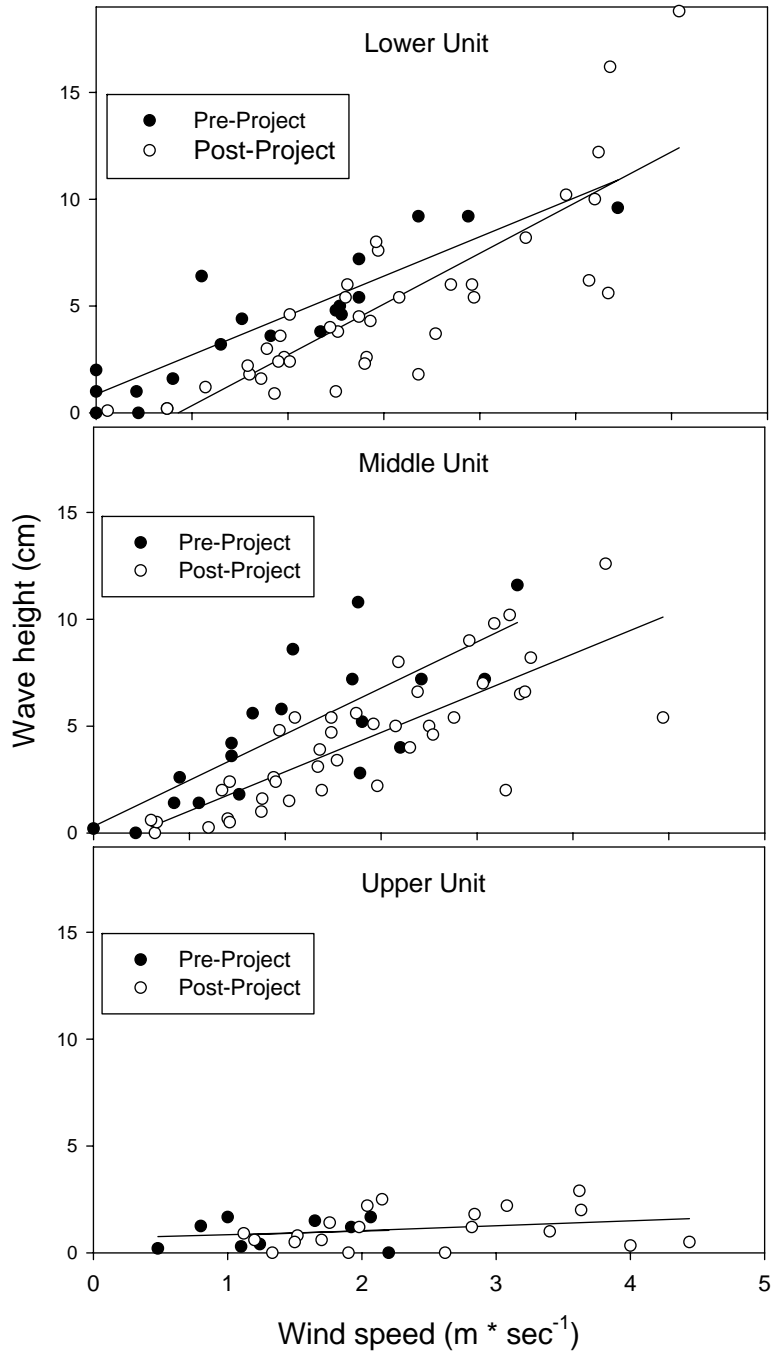 Lower Unit
15
Pre-Project
Post-Project
10
5
0
Middle Unit
15
Pre-Project
Post-Project
10
5
0
Wave height (cm)
Upper Unit
15
Pre-Project
Post-Project
10
5
0
0 1 2 3 4 5
Wind speed (m * sec⁻¹)